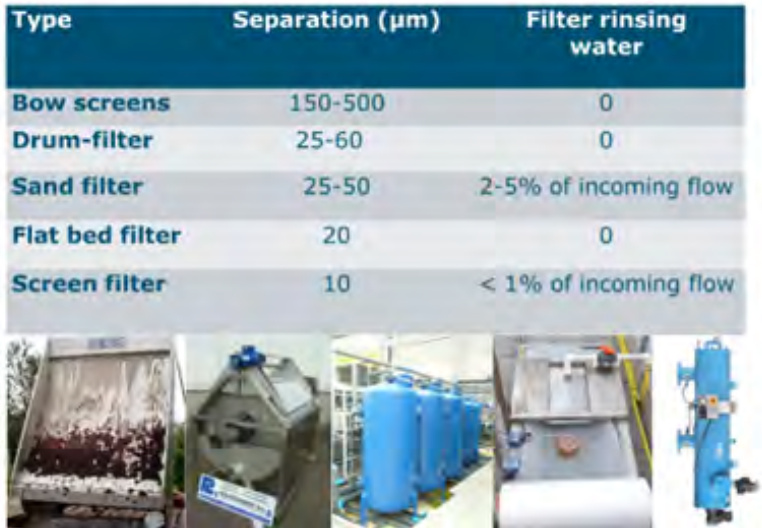 Type Separation (µm) Filter rinsing
water
Bow screens 150-500 0
Drum-filter 25-60 0
Sand filter 25-50 2-5% of incoming flow
Flat bed filter 20 0
Screen filter 10 < 1% of incoming flow